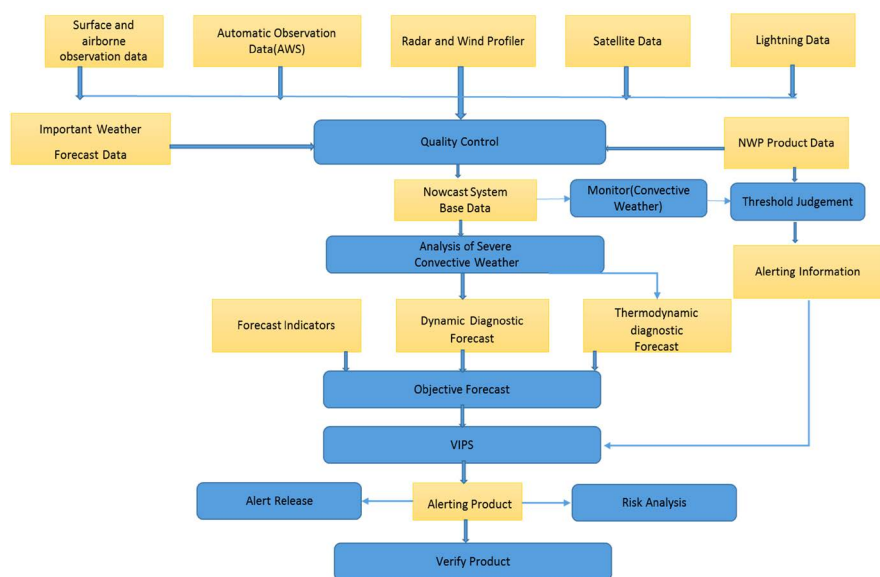 Surface and
airborne
observation data
Automatic Observation
Data(AWS)
Radar and Wind Profiler
Satellite Data
Lightning Data
Important Weather
Forecast Data
Quality Control
NWP Product Data
Nowcast System
Base Data
Monitor(Convective
Weather)
Threshold Judgement
Analysis of Severe
Convective Weather
Alerting Information
Forecast Indicators
Dynamic Diagnostic
Forecast
Thermodynamic
diagnostic
Forecast
Objective Forecast
VIPS
Alert Release
Alerting Product
Risk Analysis
Verify Product